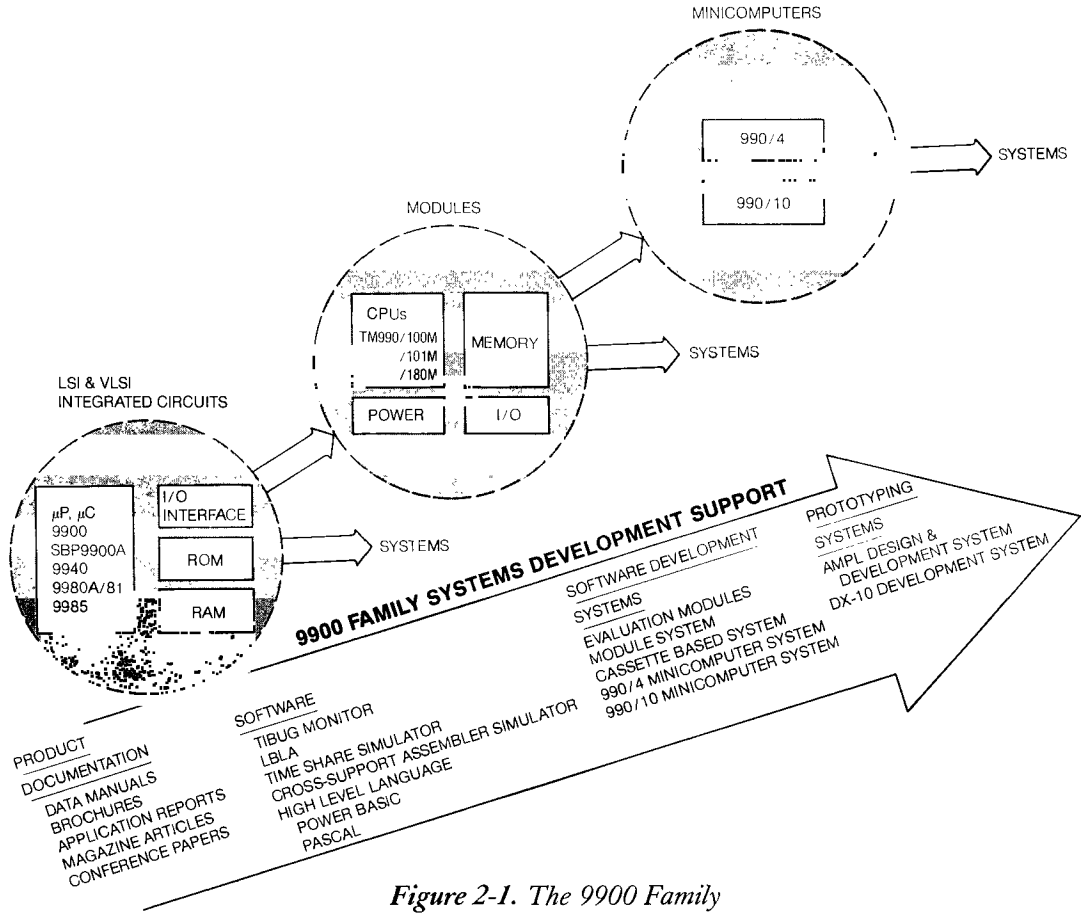 MINICOMPUTERS
990/4
990/10
SYSTEMS
MODULES
CPUs
TM990/100M
/101M
/180M
MEMORY
POWER
I/O
SYSTEMS
LSI & VLSI
INTEGRATED CIRCUITS
μP, μC
9900
SBP9900A
9940
9980A/81
9985
I/O
INTERFACE
ROM
RAM
SYSTEMS
9900 FAMILY SYSTEMS DEVELOPMENT SUPPORT
PRODUCT
DOCUMENTATION
DATA MANUALS
BROCHURES
APPLICATION REPORTS
MAGAZINE ARTICLES
CONFERENCE PAPERS
SOFTWARE
TIBUG MONITOR
LBLA
TIME SHARE SIMULATOR
CROSS-SUPPORT ASSEMBLER SIMULATOR
HIGH LEVEL LANGUAGE
POWER BASIC
PASCAL
SOFTWARE DEVELOPMENT
SYSTEMS
EVALUATION MODULES
MODULE SYSTEM
CASSETTE BASED SYSTEM
990/4 MINICOMPUTER SYSTEM
990/10 MINICOMPUTER SYSTEM
PROTOTYPING
SYSTEMS
AMPL DESIGN &
DEVELOPMENT SYSTEM
DX-10 DEVELOPMENT SYSTEM
Figure 2-1. The 9900 Family